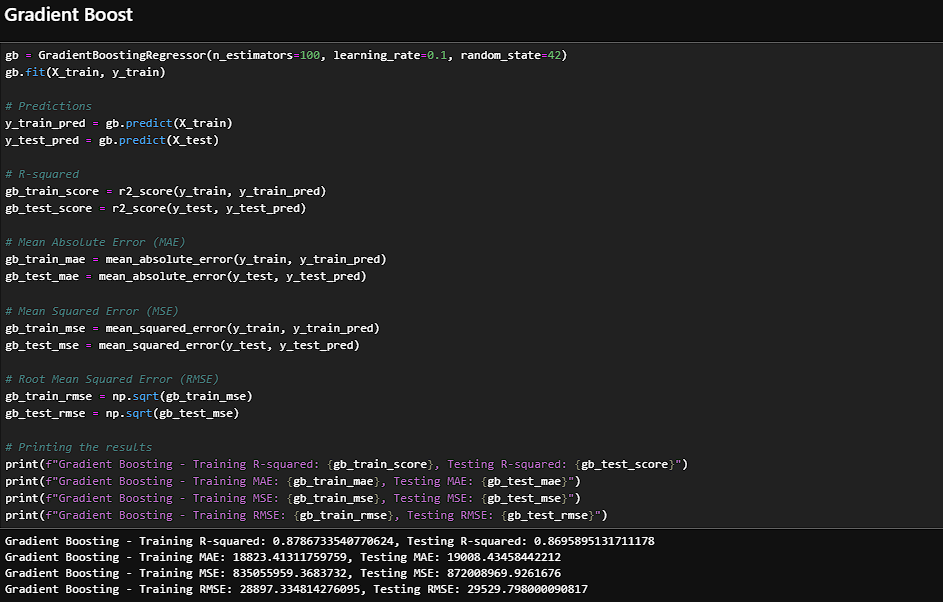 Gradient Boost
gb = GradientBoostingRegressor(n_estimators=100, learning_rate=0.1, random_state=42)
gb.fit(X_train, y_train)
# Predictions
y_train_pred = gb.predict(X_train)
y_test_pred = gb.predict(X_test)
# R-squared
gb_train_score = r2_score(y_train, y_train_pred)
gb_test_score = r2_score(y_test, y_test_pred)
# Mean Absolute Error (MAE)
gb_train_mae = mean_absolute_error(y_train, y_train_pred)
gb_test_mae = mean_absolute_error(y_test, y_test_pred)
# Mean Squared Error (MSE)
gb_train_mse = mean_squared_error(y_train, y_train_pred)
gb_test_mse = mean_squared_error(y_test, y_test_pred)
# Root Mean Squared Error (RMSE)
gb_train_rmse = np.sqrt(gb_train_mse)
gb_test_rmse = np.sqrt(gb_test_mse)
# Printing the results
print(f"Gradient Boosting - Training R-squared: {gb_train_score}, Testing R-squared: {gb_test_score}")
print(f"Gradient Boosting - Training MAE: {gb_train_mae}, Testing MAE: {gb_test_mae}")
print(f"Gradient Boosting - Training MSE: {gb_train_mse}, Testing MSE: {gb_test_mse}")
print(f"Gradient Boosting - Training RMSE: {gb_train_rmse}, Testing RMSE: {gb_test_rmse}")
Gradient Boosting - Training R-squared: 0.8786733540770624, Testing R-squared: 0.8695895131711178
Gradient Boosting - Training MAE: 18823.41311759759, Testing MAE: 19008.43458442212
Gradient Boosting - Training MSE: 835055959.3683732, Testing MSE: 872008969.9261676
Gradient Boosting - Training RMSE: 28897.334814276095, Testing RMSE: 29529.798000090817